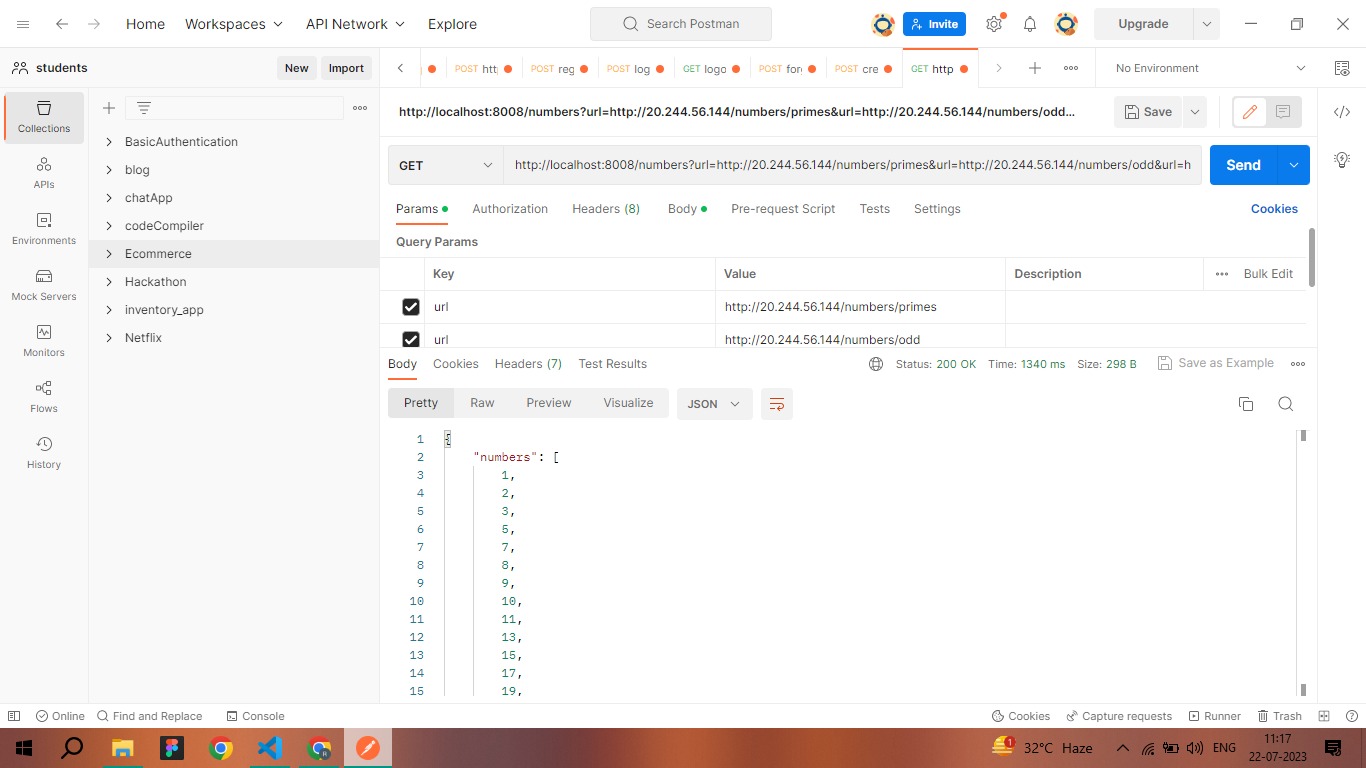 Home Workspaces API Network Explore Search Postman Invite Upgrade
students New Import POST htt POST reg POST log GET logo POST for POST cre GET http No Environment
http://localhost:8008/numbers?url=http://20.244.56.144/numbers/primes&url=http://20.244.56.144/numbers/odd... Save
Collections
APIs
Environments
Mock Servers
Monitors
Flows
History
BasicAuthentication
blog
chatApp
codeCompiler
Ecommerce
Hackathon
inventory_app
Netflix
GET http://localhost:8008/numbers?url=http://20.244.56.144/numbers/primes&url=http://20.244.56.144/numbers/odd&url=h Send
Params Authorization Headers (8) Body Pre-request Script Tests Settings Cookies
Query Params
Key Value Description Bulk Edit
url http://20.244.56.144/numbers/primes
url http://20.244.56.144/numbers/odd
Body Cookies Headers (7) Test Results Status: 200 OK Time: 1340 ms Size: 298 B Save as Example
Pretty Raw Preview Visualize JSON
1 {
2 "numbers": [
3 1,
4 2,
5 3,
6 5,
7 7,
8 8,
9 9,
10 10,
11 11,
12 13,
13 15,
14 17,
15 19,
Online Find and Replace Console Cookies Capture requests Runner Trash
1 32°C Haze ENG 11:17
22-07-2023